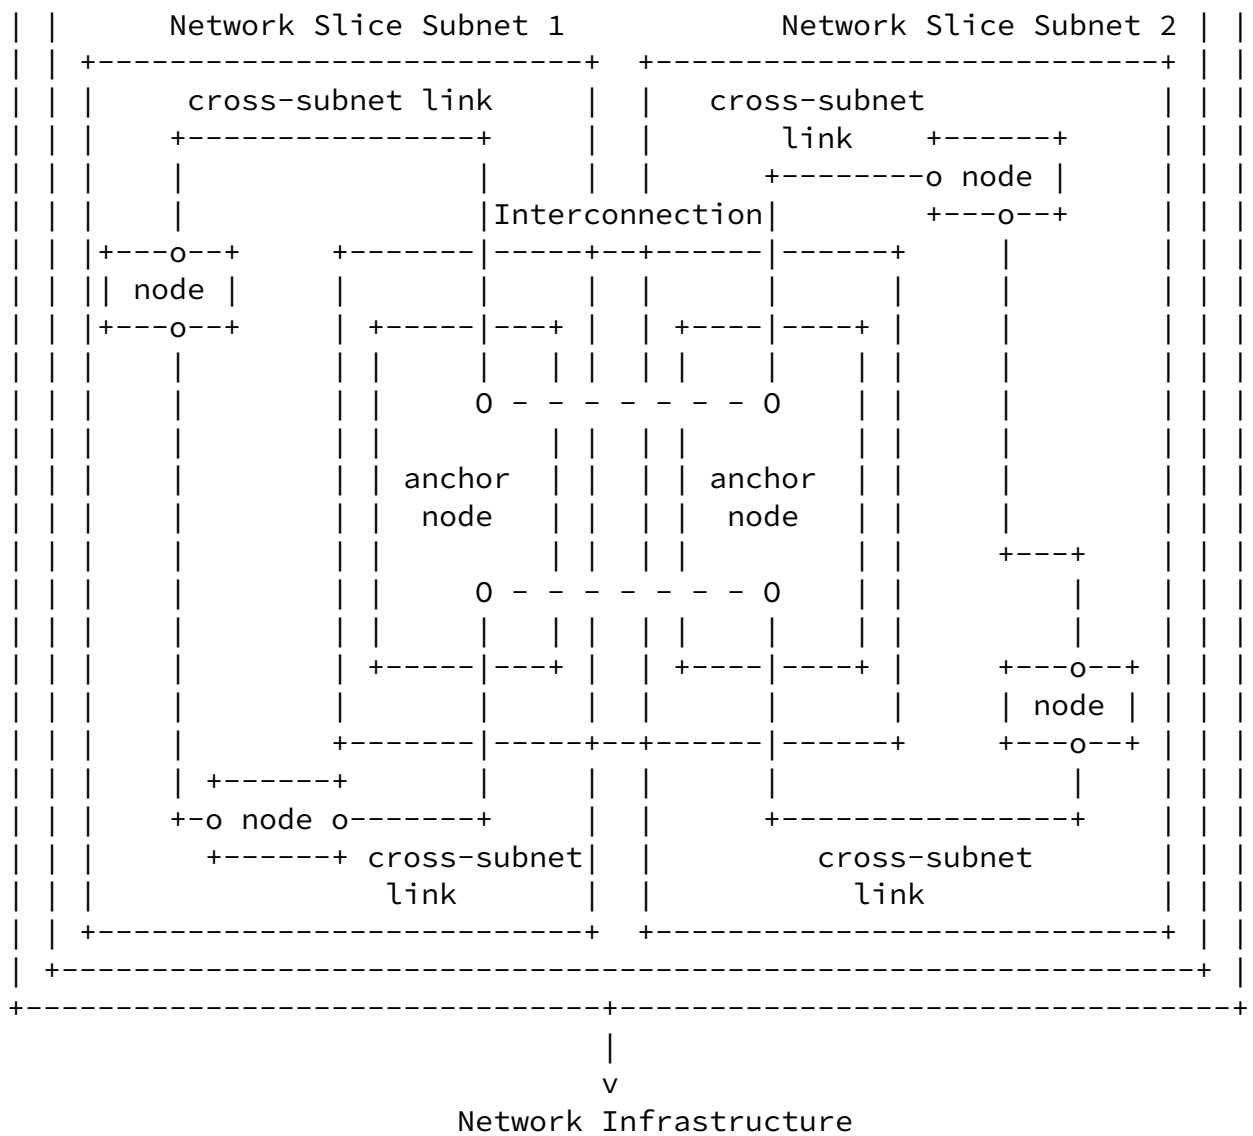 Network Slice Subnet 1 Network Slice Subnet 2
cross-subnet link cross-subnet
link
o node
Interconnection
o o
node
o
O - - - - - - - O
anchor anchor
node node
O - - - - - - - O
o
node
o
o node o
cross-subnet cross-subnet
link link
v
Network Infrastructure